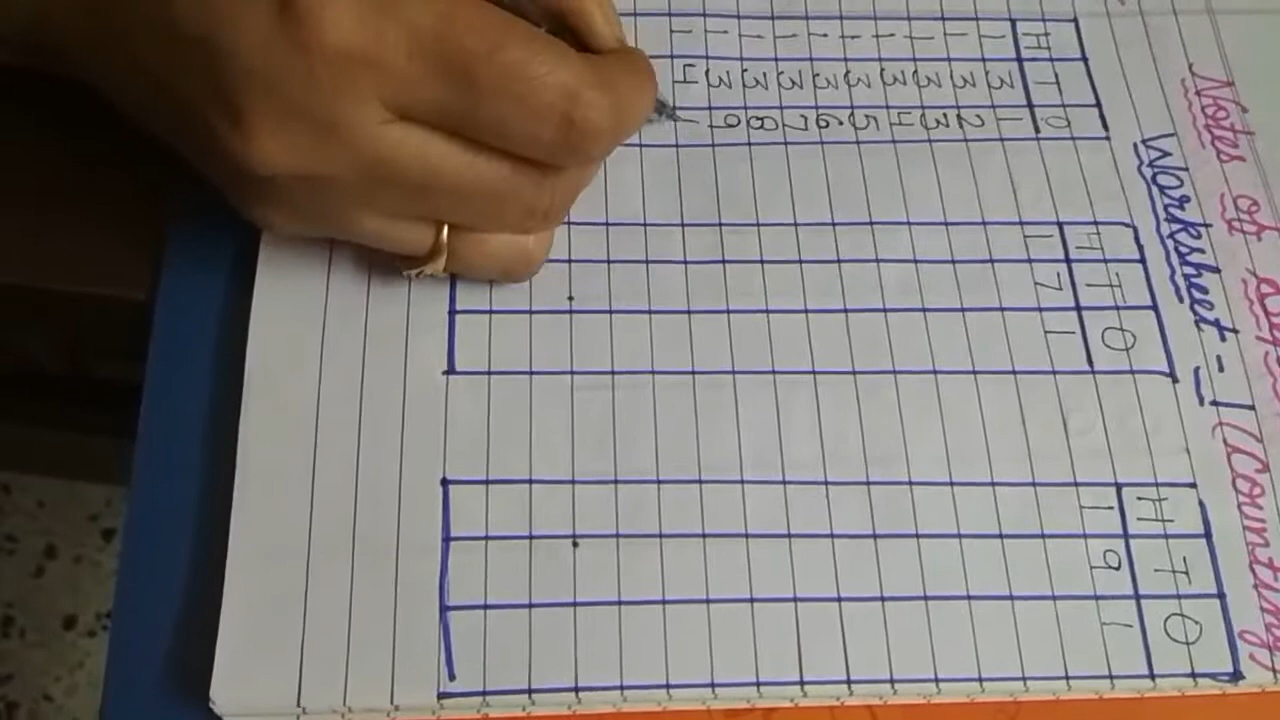 Notes of
Worksheet-1 (Counting)
H T O
1 3 1
1 3 2
1 3 3
1 3 4
1 3 5
1 3 6
1 3 7
1 3 8
1 3 9
1 4
H T O
1 7 1
H T O
1 9 1